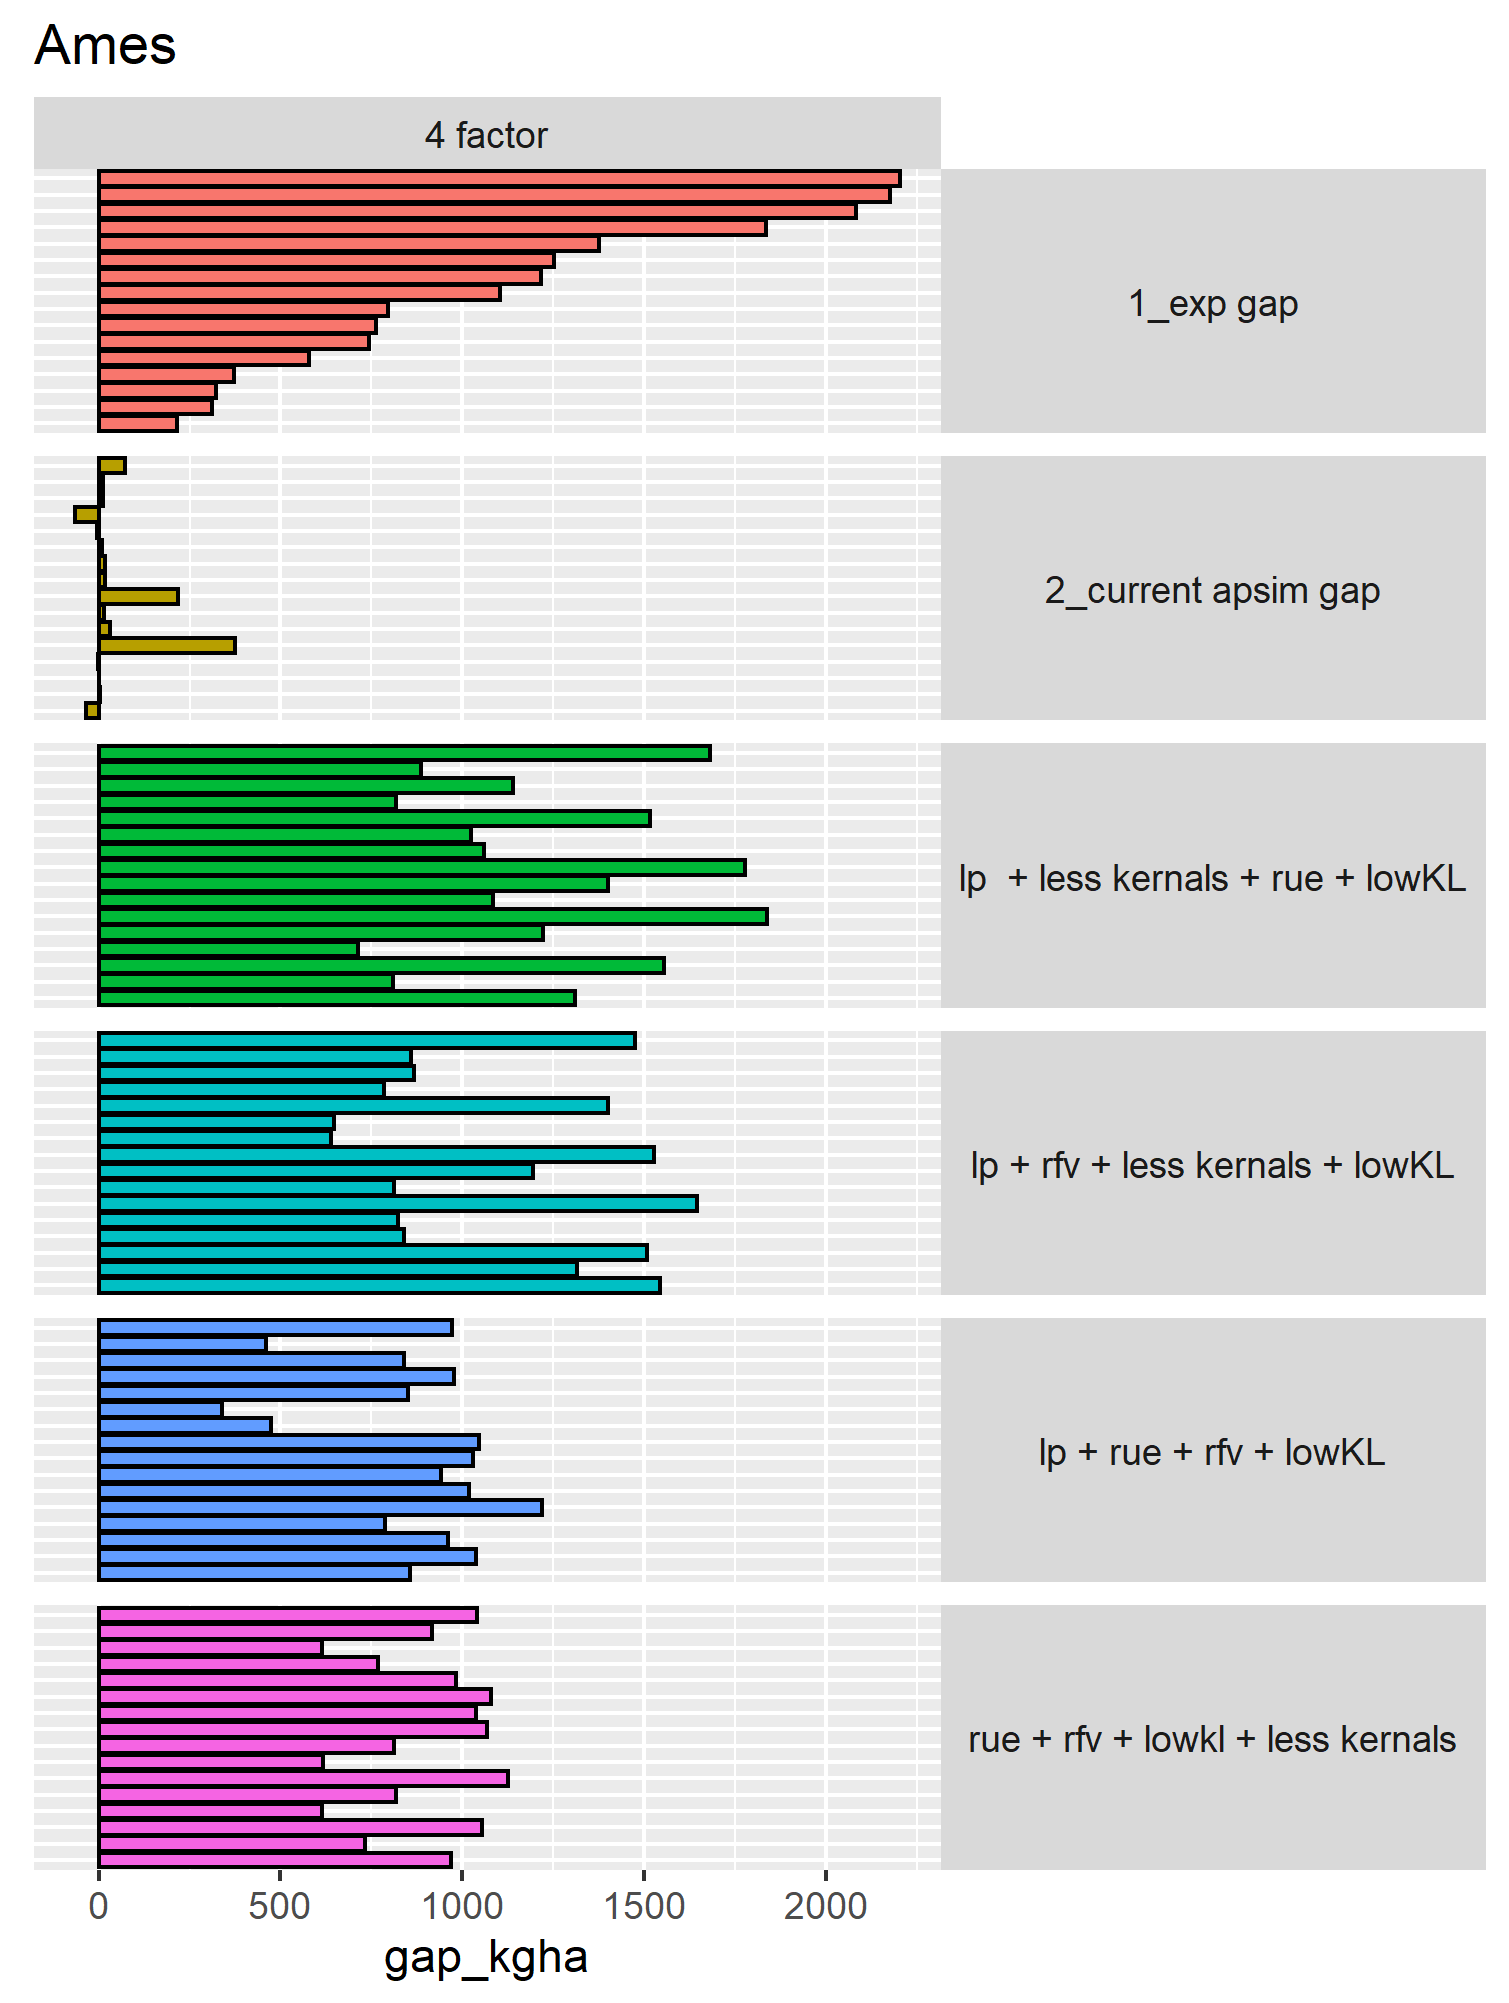 Ames
4 factor
1_exp gap
2_current apsim gap
lp  + less kernals + rue + lowKL
lp + rfv + less kernals + lowKL
lp + rue + rfv + lowKL
rue + rfv + lowkl + less kernals
0 500 1000 1500 2000
gap_kgha